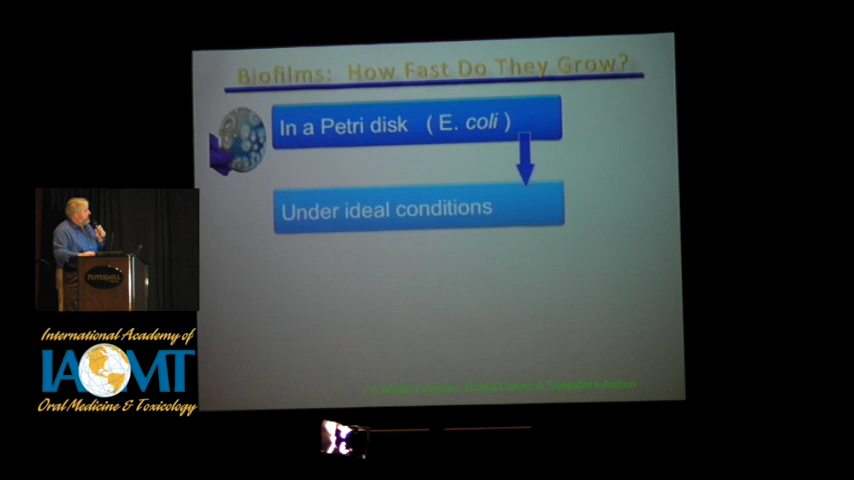 Biofilms: How Fast Do They Grow?
In a Petri disk ( E. coli )
Under ideal conditions
PEPPERMILL
International Academy of
IAOMT
Oral Medicine & Toxicology